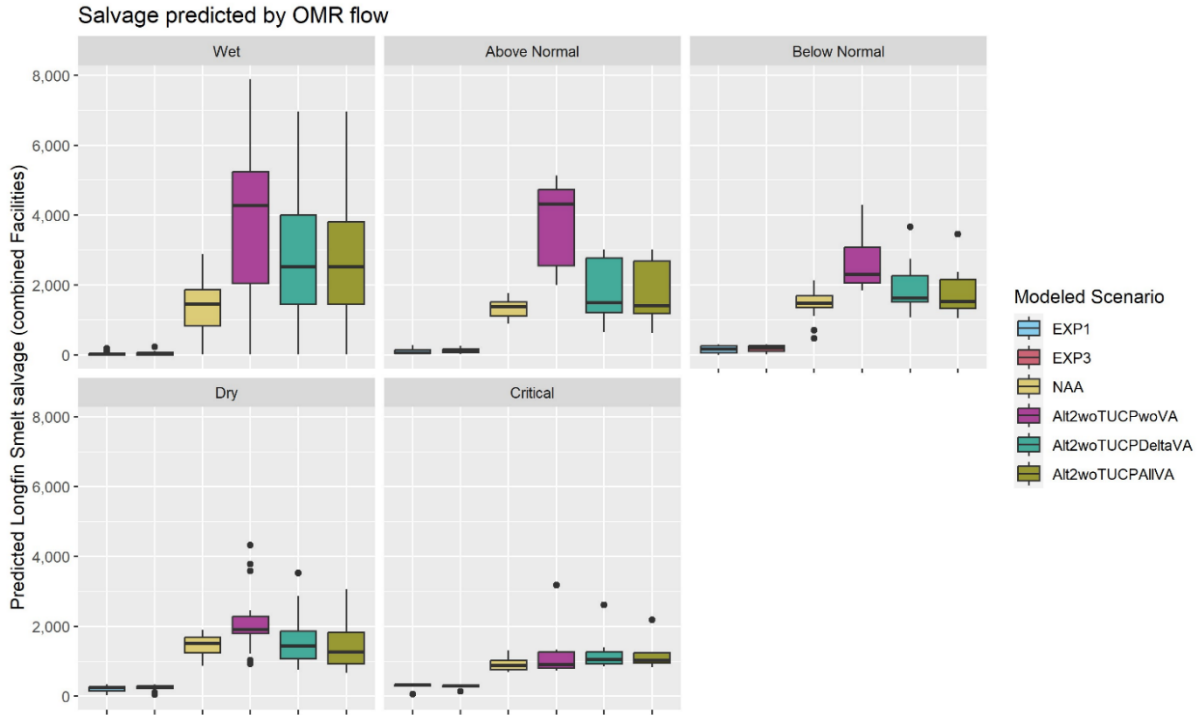 Salvage predicted by OMR flow
Wet
Above Normal
Below Normal
Predicted Longfin Smelt salvage (combined Facilities)
8,000
6,000
4,000
2,000
0
Dry
Critical
8,000
6,000
4,000
2,000
0
Modeled Scenario
EXP1
EXP3
NAA
Alt2woTUCPwoVA
Alt2woTUCPDeltaVA
Alt2woTUCPAllVA